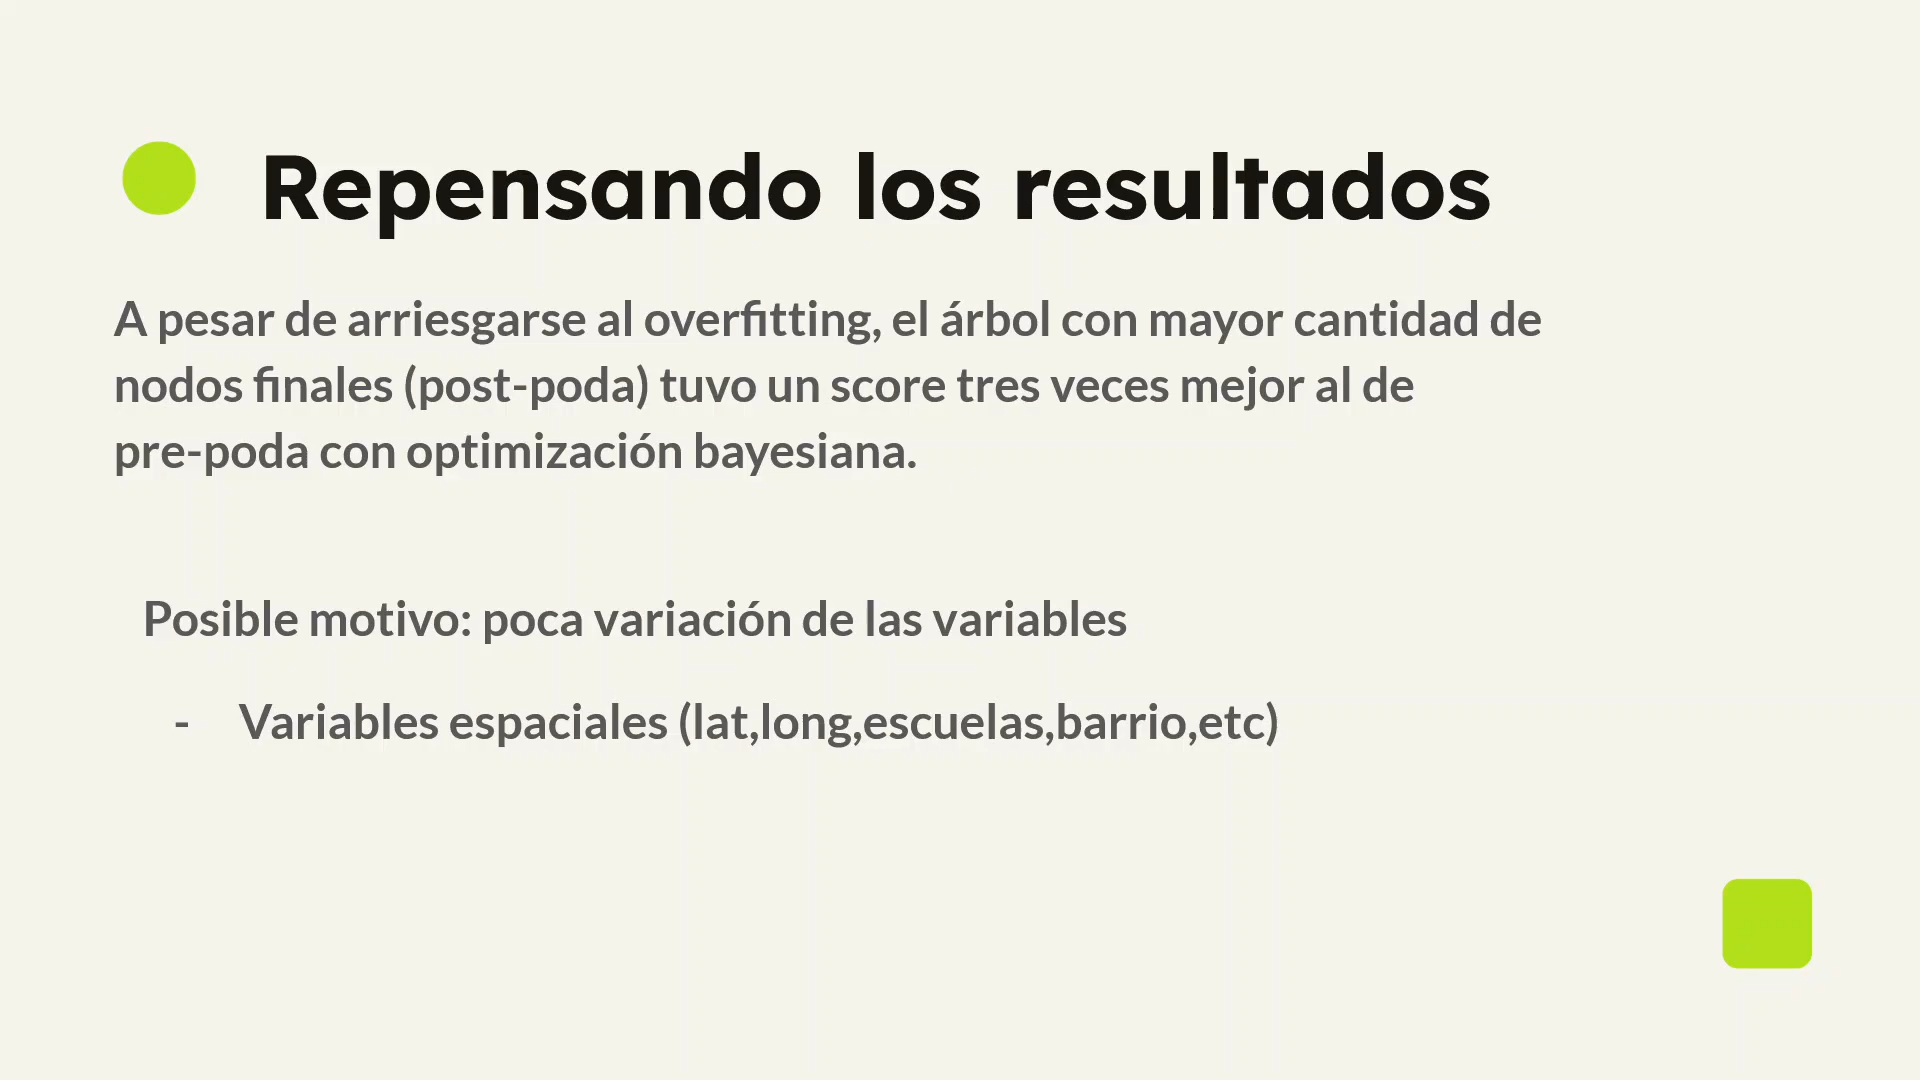 Repensando los resultados
A pesar de arriesgarse al overfitting, el árbol con mayor cantidad de
nodos finales (post-poda) tuvo un score tres veces mejor al de
pre-poda con optimización bayesiana.
Posible motivo: poca variación de las variables
- Variables espaciales (lat,long,escuelas,barrio,etc)